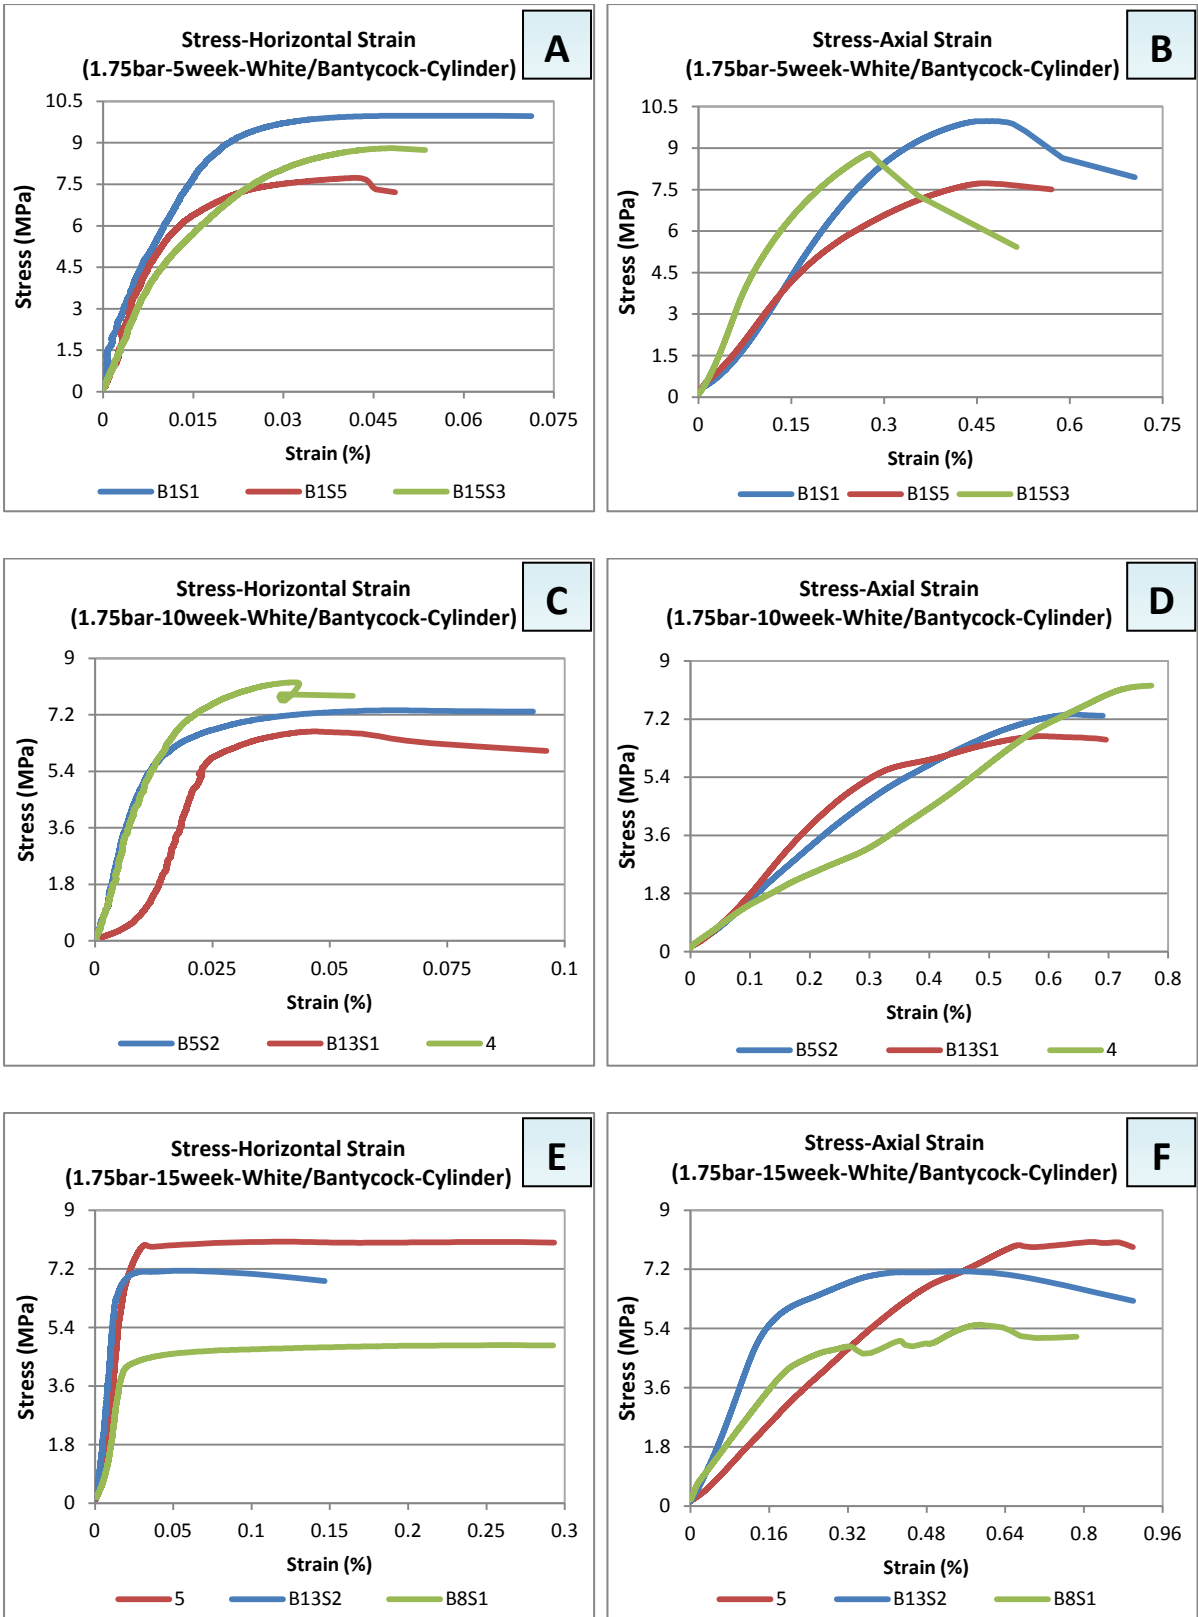 Stress-Horizontal Strain
(1.75bar-5week-White/Bantycock-Cylinder)
A
10.5
9
7.5
6
4.5
3
1.5
0
Stress (MPa)
0 0.015 0.03 0.045 0.06 0.075
Strain (%)
B1S1 B1S5 B15S3
Stress-Axial Strain
(1.75bar-5week-White/Bantycock-Cylinder)
B
10.5
9
7.5
6
4.5
3
1.5
0
Stress (MPa)
0 0.15 0.3 0.45 0.6 0.75
Strain (%)
B1S1 B1S5 B15S3
Stress-Horizontal Strain
(1.75bar-10week-White/Bantycock-Cylinder)
C
9
7.2
5.4
3.6
1.8
0
Stress (MPa)
0 0.025 0.05 0.075 0.1
Strain (%)
B5S2 B13S1 4
Stress-Axial Strain
(1.75bar-10week-White/Bantycock-Cylinder)
D
9
7.2
5.4
3.6
1.8
0
Stress (MPa)
0 0.1 0.2 0.3 0.4 0.5 0.6 0.7 0.8
Strain (%)
B5S2 B13S1 4
Stress-Horizontal Strain
(1.75bar-15week-White/Bantycock-Cylinder)
E
9
7.2
5.4
3.6
1.8
0
Stress (MPa)
0 0.05 0.1 0.15 0.2 0.25 0.3
Strain (%)
5 B13S2 B8S1
Stress-Axial Strain
(1.75bar-15week-White/Bantycock-Cylinder)
F
9
7.2
5.4
3.6
1.8
0
Stress (MPa)
0 0.16 0.32 0.48 0.64 0.8 0.96
Strain (%)
5 B13S2 B8S1